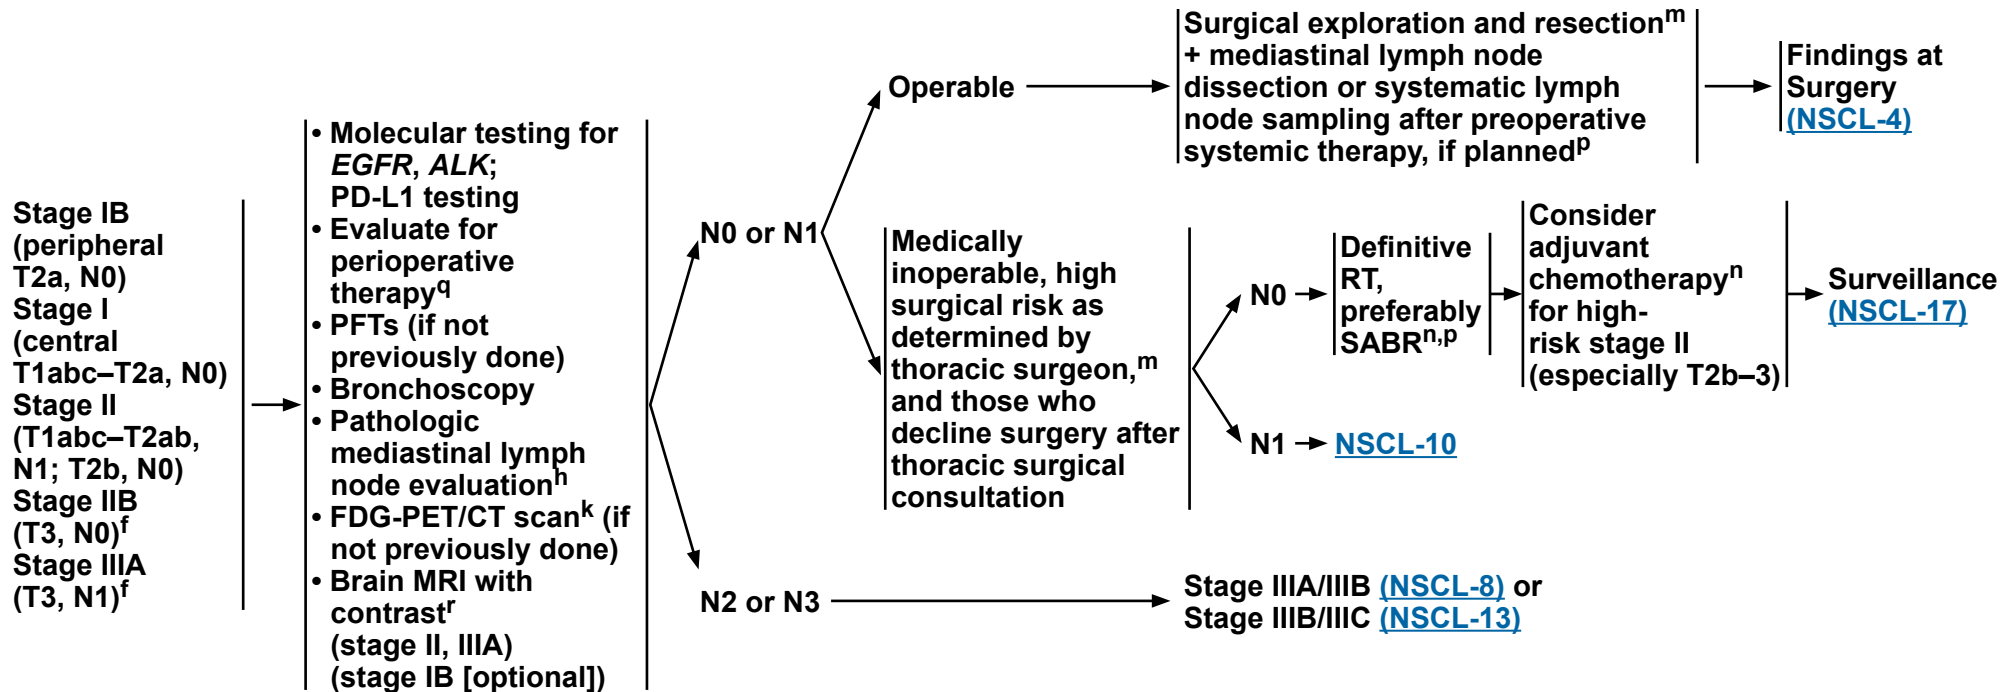 Stage IB
(peripheral
T2a, N0)
Stage I
(central
T1abc–T2a, N0)
Stage II
(T1abc–T2ab,
N1; T2b, N0)
Stage IIB
(T3, N0)f
Stage IIIA
(T3, N1)f
• Molecular testing for
EGFR, ALK;
PD-L1 testing
• Evaluate for
perioperative
therapyq
• PFTs (if not
previously done)
• Bronchoscopy
• Pathologic
mediastinal lymph
node evaluationh
• FDG-PET/CT scank (if
not previously done)
• Brain MRI with
contrastr
(stage II, IIIA)
(stage IB [optional])
N0 or N1
Operable
Surgical exploration and resectionm
+ mediastinal lymph node
dissection or systematic lymph
node sampling after preoperative
systemic therapy, if plannedp
Findings at
Surgery
(NSCL-4)
Medically
inoperable, high
surgical risk as
determined by
thoracic surgeon,m
and those who
decline surgery after
thoracic surgical
consultation
N0
Definitive
RT,
preferably
SABRn,p
Consider
adjuvant
chemotherapyn
for high-
risk stage II
(especially T2b–3)
Surveillance
(NSCL-17)
N1
NSCL-10
N2 or N3
Stage IIIA/IIIB (NSCL-8) or
Stage IIIB/IIIC (NSCL-13)